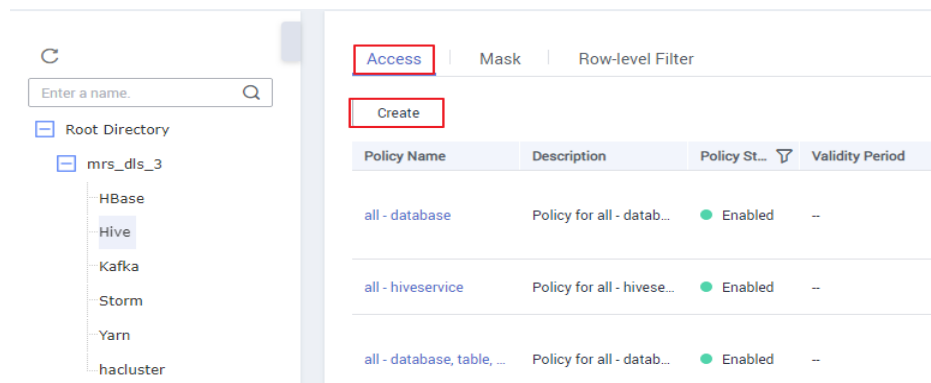 Enter a name.
Root Directory
mrs_dls_3
HBase
Hive
Kafka
Storm
Yarn
hacluster
Access Mask Row-level Filter
Create
Policy Name Description Policy St... Validity Period
all - database Policy for all - datab... Enabled --
all - hiveservice Policy for all - hivese... Enabled --
all - database, table, ... Policy for all - datab... Enabled --